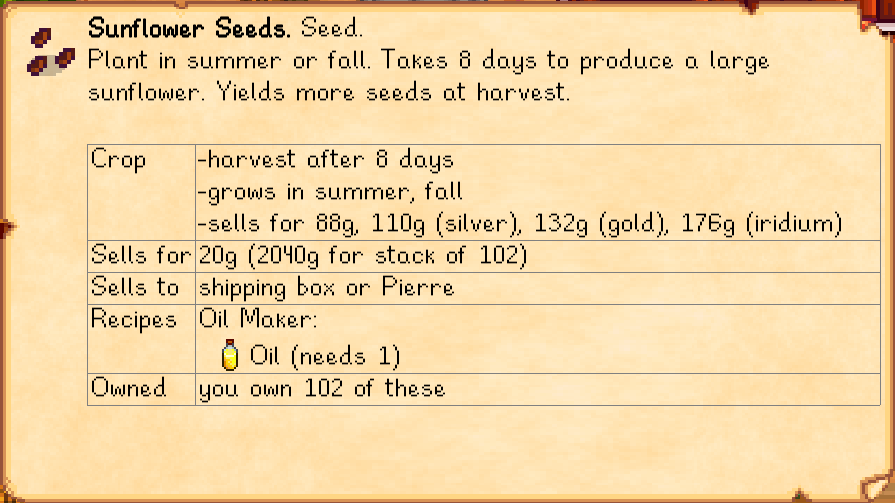 Sunflower Seeds. Seed.
Plant in summer or fall. Takes 8 days to produce a large
sunflower. Yields more seeds at harvest.
Crop
-harvest after 8 days
-grows in summer, fall
-sells for 88g, 110g (silver), 132g (gold), 176g (iridium)
Sells for 20g (2040g for stack of 102)
Sells to shipping box or Pierre
Recipes Oil Maker:
Oil (needs 1)
Owned you own 102 of these